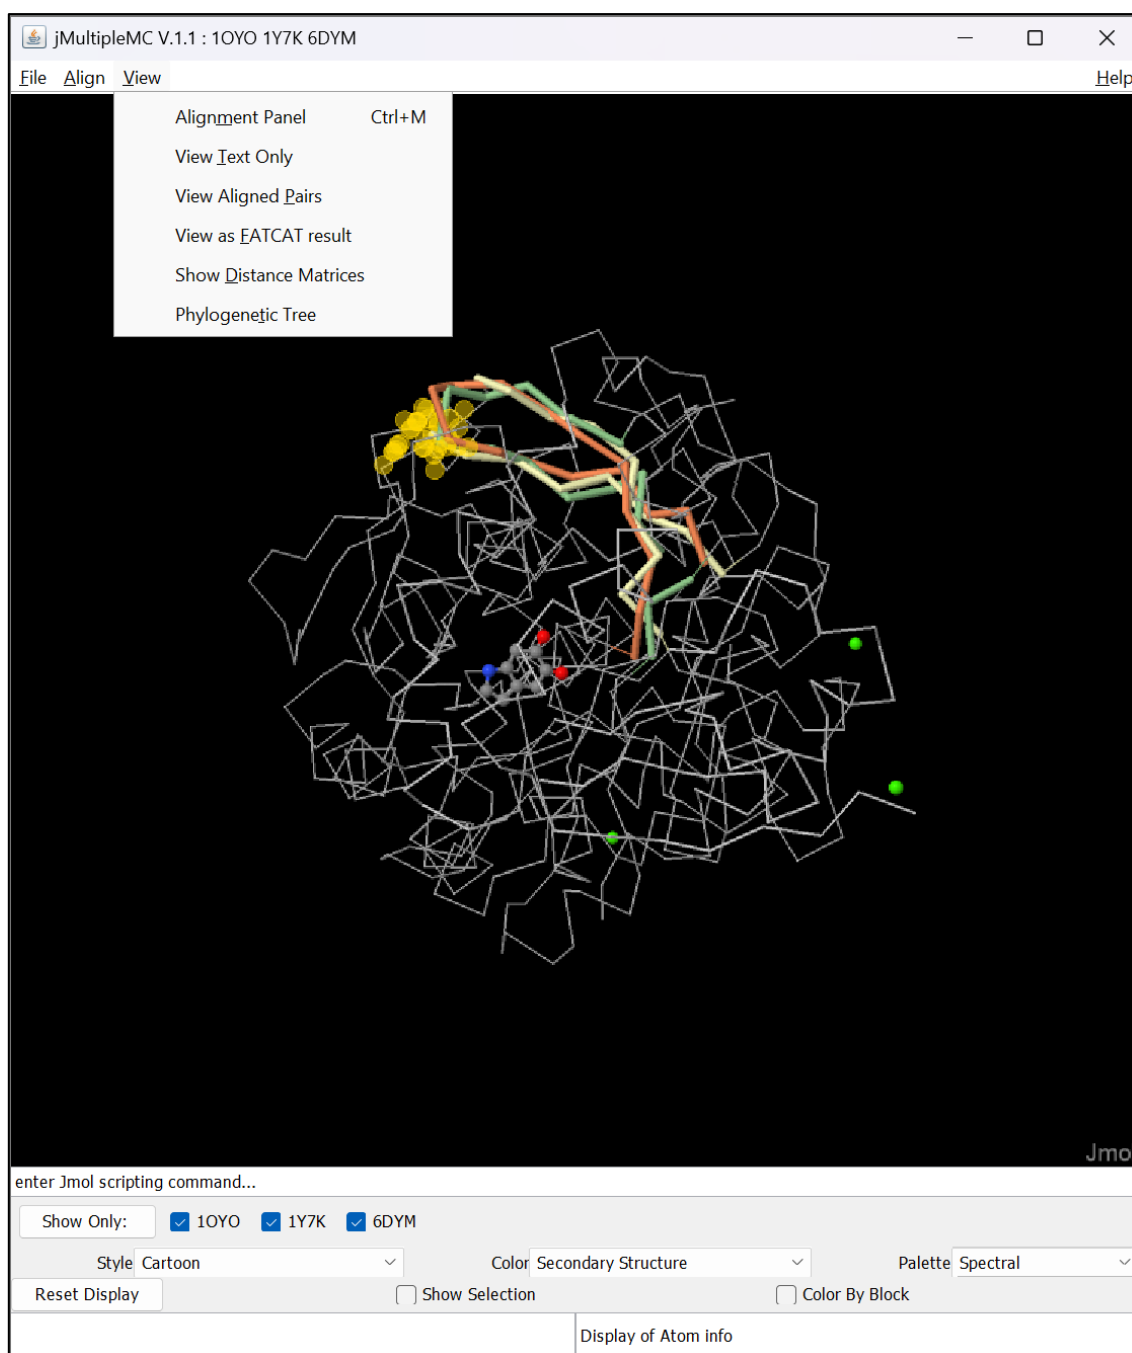 jMultipleMC V.1.1 : 1OYO 1Y7K 6DYM
File Align View Help
Alignment Panel Ctrl+M
View Text Only
View Aligned Pairs
View as FATCAT result
Show Distance Matrices
Phylogenetic Tree
Jmo
enter Jmol scripting command...
Show Only: 1OYO 1Y7K 6DYM
Style Cartoon Color Secondary Structure Palette Spectral
Reset Display Show Selection Color By Block
Display of Atom info